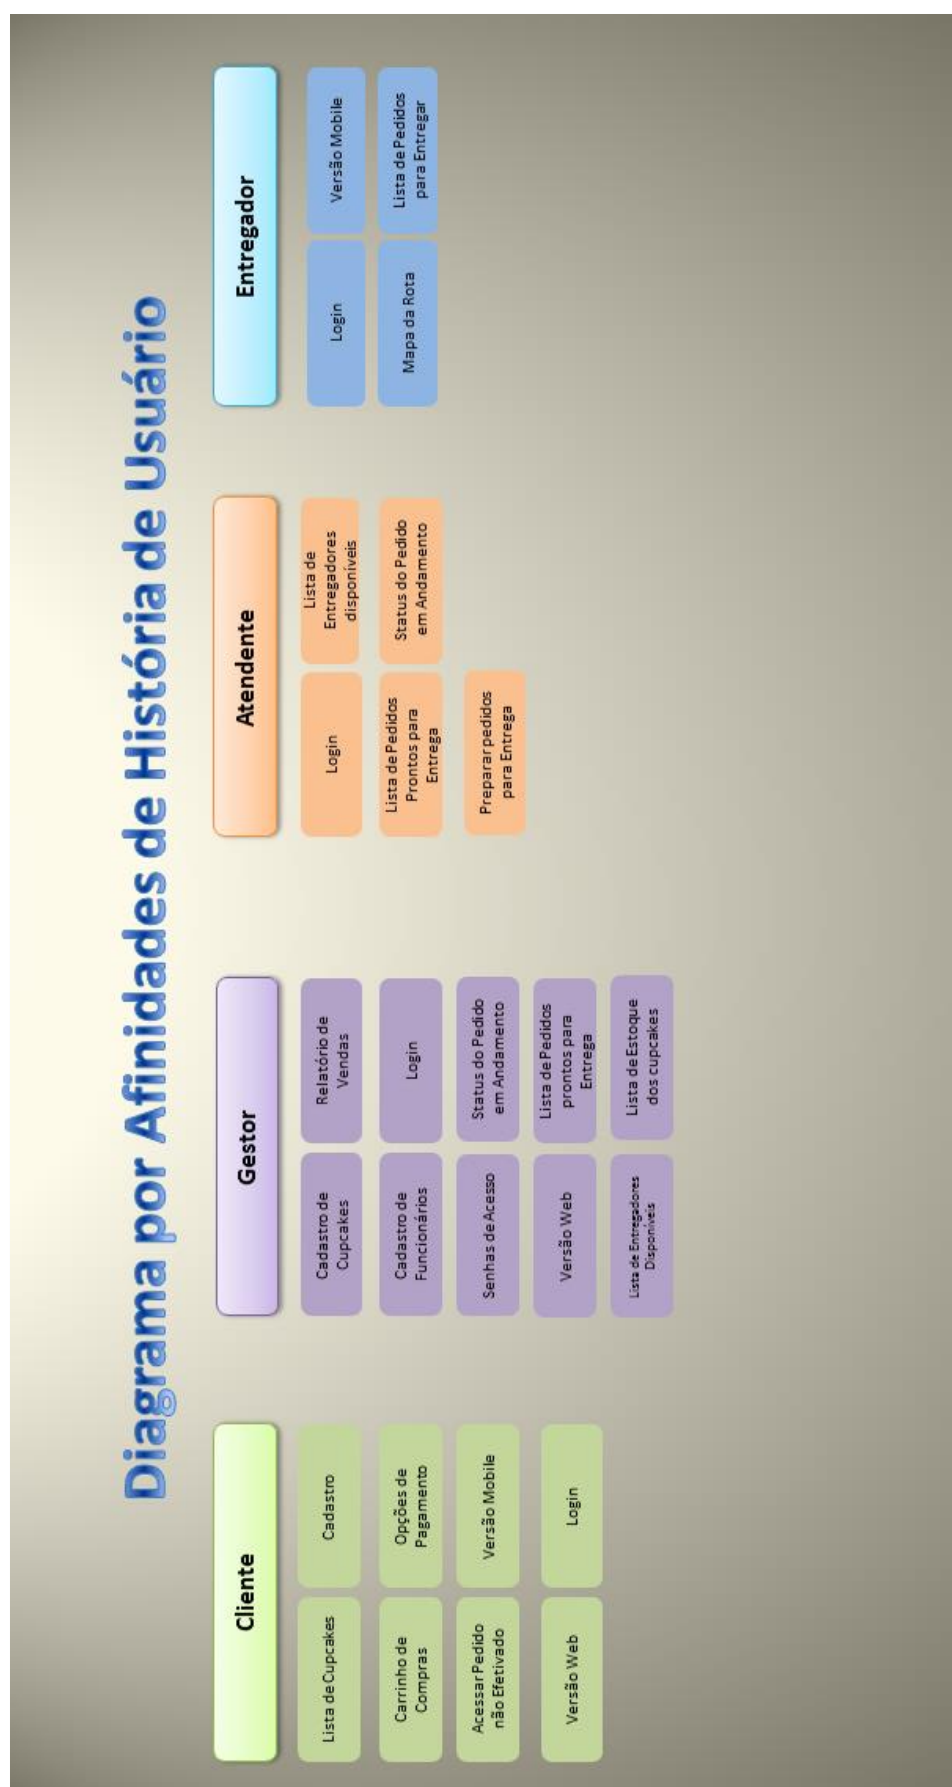 Diagrama por Afinidades de História de Usuário
Cliente
Lista de Cupcakes
Cadastro
Carrinho de
Compras
Opções de
Pagamento
Acessar Pedido
não Efetivado
Versão Mobile
Versão Web
Login
Gestor
Cadastro de
Cupcakes
Relatório de
Vendas
Cadastro de
Funcionários
Login
Senhas de Acesso
Status do Pedido
em Andamento
Versão Web
Lista de Pedidos
prontos para
Entrega
Lista de Entregadores
Disponíveis
Lista de Estoque
dos cupcakes
Atendente
Login
Lista de
Entregadores
disponíveis
Lista de Pedidos
Prontos para
Entrega
Status do Pedido
em Andamento
Preparar pedidos
para Entrega
Entregador
Login
Versão Mobile
Mapa da Rota
Lista de Pedidos
para Entregar